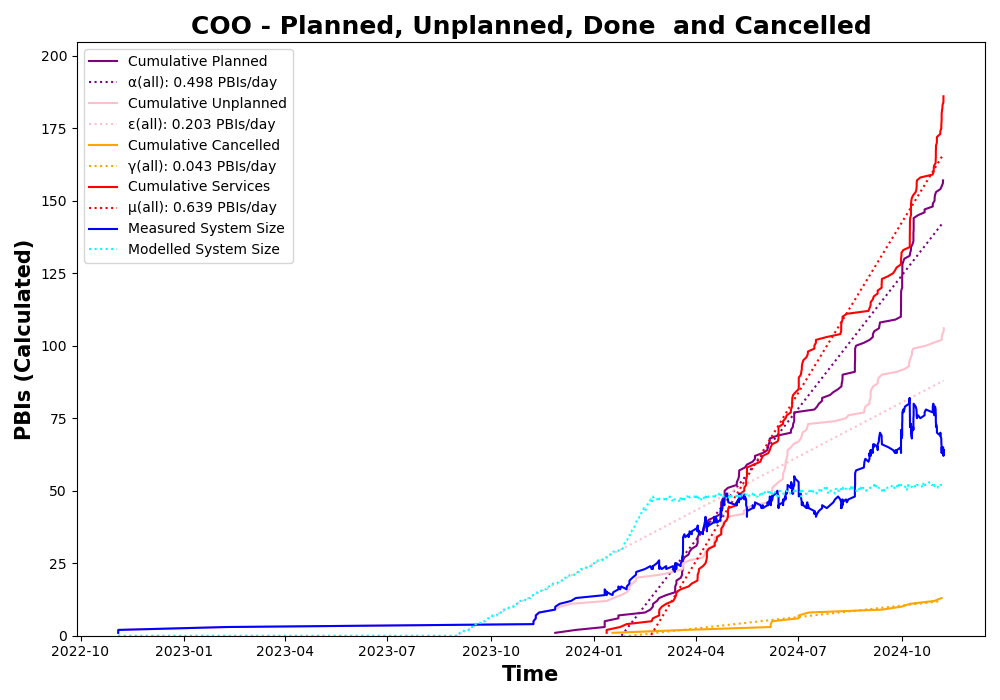 COO - Planned, Unplanned, Done  and Cancelled
200
175
150
125
100
75
50
25
0
PBIs (Calculated)
Cumulative Planned
α(all): 0.498 PBIs/day
Cumulative Unplanned
ε(all): 0.203 PBIs/day
Cumulative Cancelled
γ(all): 0.043 PBIs/day
Cumulative Services
μ(all): 0.639 PBIs/day
Measured System Size
Modelled System Size
2022-10 2023-01 2023-04 2023-07 2023-10 2024-01 2024-04 2024-07 2024-10
Time